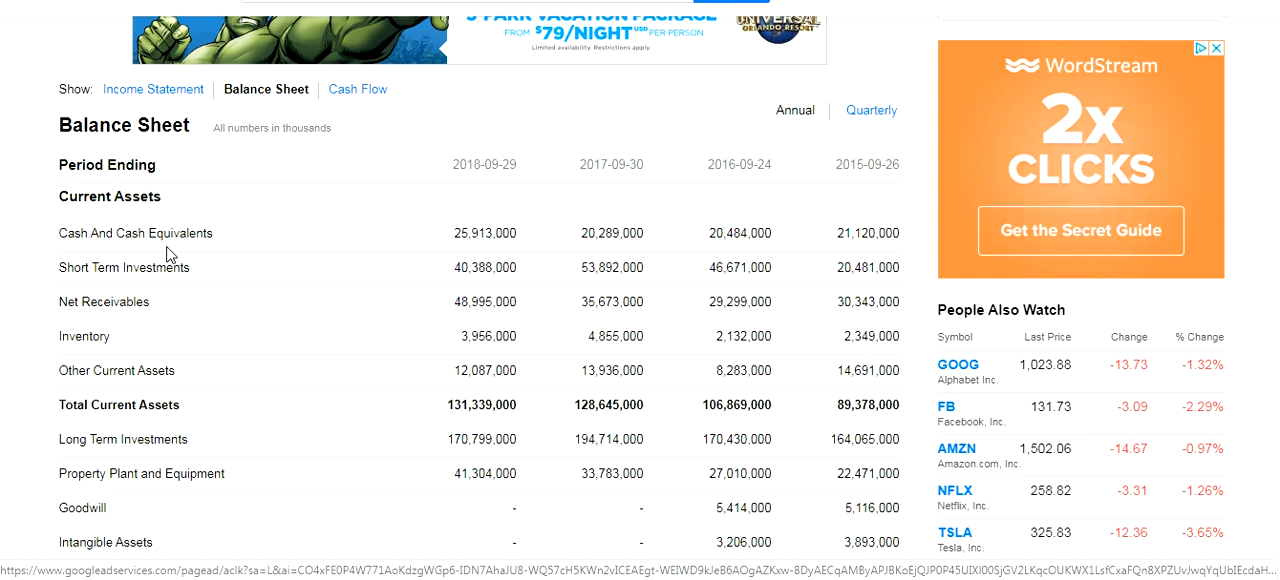 3-PARK VACATION PACKAGE
FROM $79/NIGHT USD PER PERSON
Limited availability. Restrictions apply.
UNIVERSAL
ORLANDO RESORT
Show: Income Statement Balance Sheet Cash Flow
Annual Quarterly
Balance Sheet All numbers in thousands
Period Ending 2018-09-29 2017-09-30 2016-09-24 2015-09-26
Current Assets
Cash And Cash Equivalents 25,913,000 20,289,000 20,484,000 21,120,000
Short Term Investments 40,388,000 53,892,000 46,671,000 20,481,000
Net Receivables 48,995,000 35,673,000 29,299,000 30,343,000
Inventory 3,956,000 4,855,000 2,132,000 2,349,000
Other Current Assets 12,087,000 13,936,000 8,283,000 14,691,000
Total Current Assets 131,339,000 128,645,000 106,869,000 89,378,000
Long Term Investments 170,799,000 194,714,000 170,430,000 164,065,000
Property Plant and Equipment 41,304,000 33,783,000 27,010,000 22,471,000
Goodwill - - 5,414,000 5,116,000
Intangible Assets - - 3,206,000 3,893,000
WordStream
2x
CLICKS
Get the Secret Guide
People Also Watch
Symbol Last Price Change % Change
GOOG 1,023.88 -13.73 -1.32%
Alphabet Inc.
FB 131.73 -3.09 -2.29%
Facebook, Inc.
AMZN 1,502.06 -14.67 -0.97%
Amazon.com, Inc.
NFLX 258.82 -3.31 -1.26%
Netflix, Inc.
TSLA 325.83 -12.36 -3.65%
Tesla, Inc.